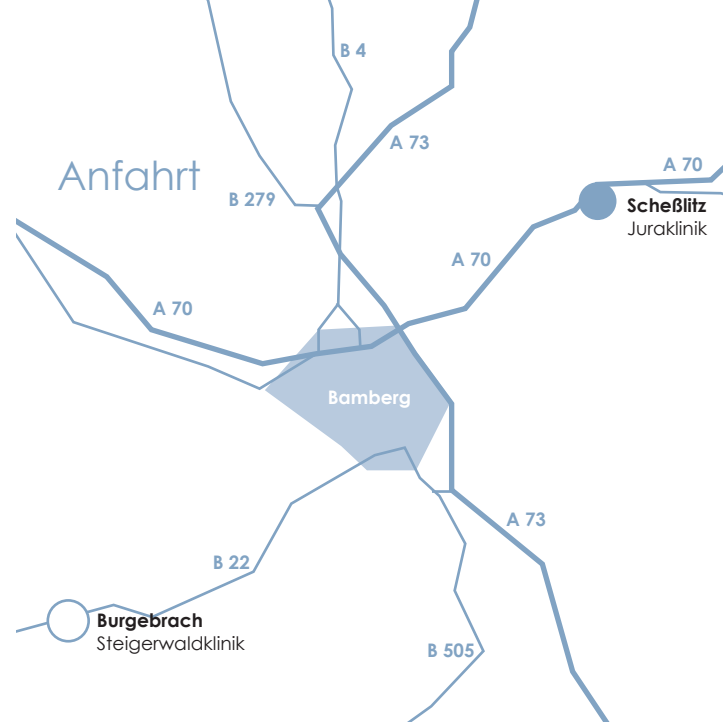 B 4
A 73
Anfahrt
A 70
B 279
Scheßlitz
Juraklinik
A 70
A 70
Bamberg
A 73
B 22
Burgebrach
Steigerwaldklinik
B 505